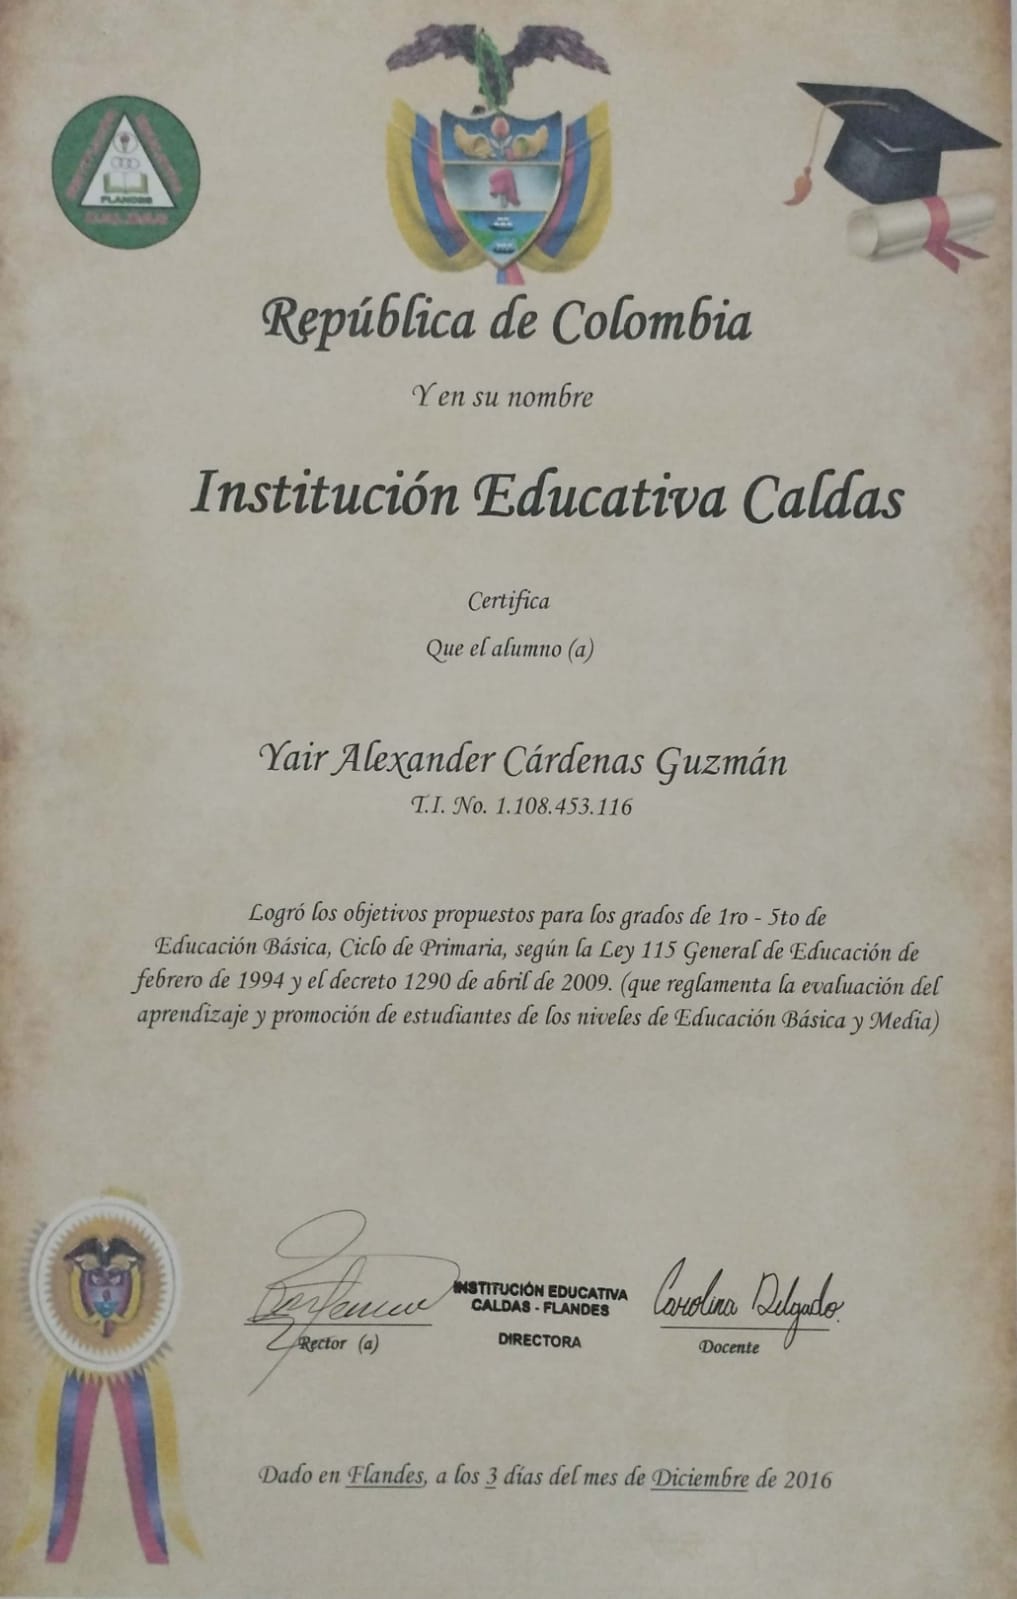 FLANDES
CALDAS
República de Colombia
Y en su nombre
Institución Educativa Caldas
Certifica
Que el alumno (a)
Yair Alexander Cárdenas Guzmán
T.I. No. 1.108.453.116
Logró los objetivos propuestos para los grados de 1ro - 5to de
Educación Básica, Ciclo de Primaria, según la Ley 115 General de Educación de
febrero de 1994 y el decreto 1290 de abril de 2009. (que reglamenta la evaluación del
aprendizaje y promoción de estudiantes de los niveles de Educación Básica y Media)
INSTITUCIÓN EDUCATIVA
CALDAS - FLANDES
DIRECTORA
Rector (a)
Carolina Delgado.
Docente
Dado en Flandes, a los 3 días del mes de Diciembre de 2016